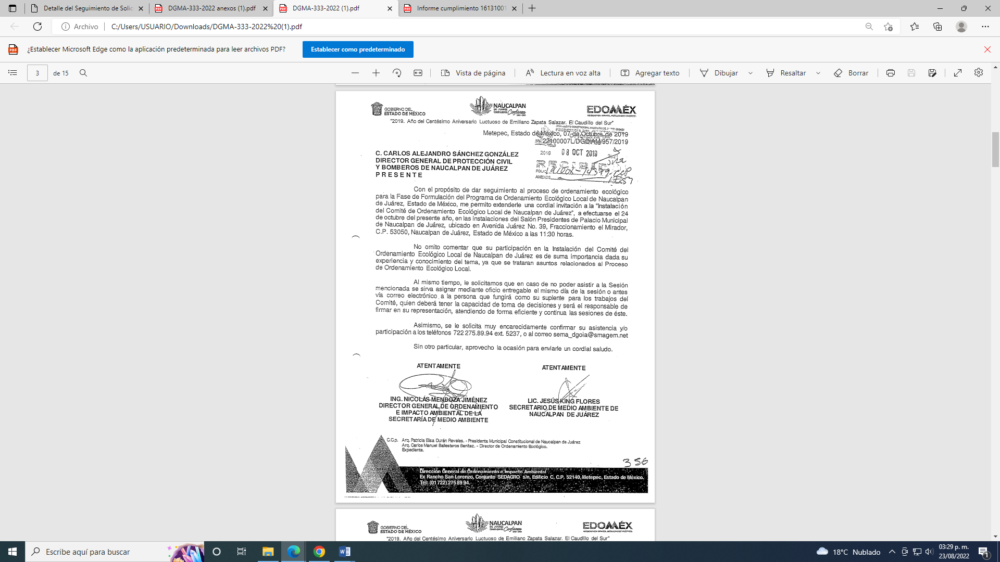 Detalle del Seguimiento de Solic
DGMA-333-2022 anexos (1).pdf
DGMA-333-2022 (1).pdf
Informe cumplimiento 16131001
Archivo
C:/Users/USUARIO/Downloads/DGMA-333-2022%20(1).pdf
¿Establecer Microsoft Edge como la aplicación predeterminada para leer archivos PDF?
Establecer como predeterminado
3 de 15
Vista de página
Lectura en voz alta
Agregar texto
Dibujar
Resaltar
Borrar
GOBIERNO DEL
ESTADO DE MÉXICO
NAUCALPAN
DE JUÁREZ
Construyendo Confianza
EDOMÉX
"2019. Año del Centésimo Aniversario Luctuoso de Emiliano Zapata Salazar. El Caudillo del Sur"
Metepec, Estado de México, 07 de Octubre de 2019
22100007L/DGOIAM/957/2019
2019 08 OCT 2019
RECIBI
FOLIO
ANEXOS
C. CARLOS ALEJANDRO SÁNCHEZ GONZÁLEZ
DIRECTOR GENERAL DE PROTECCIÓN CIVIL
Y BOMBEROS DE NAUCALPAN DE JUÁREZ
P R E S E N T E
Con el propósito de dar seguimiento al proceso de ordenamiento ecológico
para la Fase de Formulación del Programa de Ordenamiento Ecológico Local de Naucalpan
de Juárez, Estado de México, me permito extenderle una cordial invitación a la "Instalación
del Comité de Ordenamiento Ecológico Local de Naucalpan de Juárez", a efectuarse el 24
de octubre del presente año, en las instalaciones del Salón Presidentes de Palacio Municipal
de Naucalpan de Juárez, ubicado en Avenida Juárez No. 39, Fraccionamiento el Mirador,
C.P. 53050, Naucalpan de Juárez, Estado de México a las 11:30 horas.
No omito comentar que su participación en la Instalación del Comité del
Ordenamiento Ecológico Local de Naucalpan de Juárez es de suma importancia dada su
experiencia y conocimiento del tema, ya que se trataran asuntos relacionados al Proceso
de Ordenamiento Ecológico Local.
Al mismo tiempo, le solicitamos que en caso de no poder asistir a la Sesión
mencionada se sirva asignar mediante oficio entregable el mismo día de la sesión o antes
vía correo electrónico a la persona que fungirá como su suplente para los trabajos del
Comité, quien deberá tener la capacidad de toma de decisiones y será el responsable de
firmar en su representación, atendiendo de forma eficiente y continua las sesiones de éste.
Asimismo, se le solicita muy encarecidamente confirmar su asistencia y/o
participación a los teléfonos 722 275.89.94 ext. 5237, o al correo sema_dgoia@smagem.net
Sin otro particular, aprovecho la ocasión para enviarle un cordial saludo.
ATENTAMENTE
ING. NICOLÁS MENDOZA JIMÉNEZ
DIRECTOR GENERAL DE ORDENAMIENTO
E IMPACTO AMBIENTAL DE LA
SECRETARÍA DE MEDIO AMBIENTE
ATENTAMENTE
LIC. JESÚS KING FLORES
SECRETARIO DE MEDIO AMBIENTE DE
NAUCALPAN DE JUÁREZ
C.C.p. Arq. Patricia Elisa Durán Reveles. - Presidenta Municipal Constitucional de Naucalpan de Juárez
Arq. Carlos Manuel Ballesteros Benítez. - Director de Ordenamiento Ecológico.
Expediente.
356
Dirección General de Ordenamiento e Impacto Ambiental
Ex Rancho San Lorenzo, Conjunto SEDAGRO s/n, Edificio C, C.P. 52140, Metepec, Estado de México.
Tel: (01 722) 275 89 94
GOBIERNO DEL
ESTADO DE MÉXICO
NAUCALPAN
DE JUÁREZ
Construyendo Confianza
EDOMÉX
"2019. Año del Centésimo Aniversario Luctuoso de Emiliano Zapata Salazar. El Caudillo del Sur"
Escribe aquí para buscar
18°C Nublado
03:29 p. m.
23/08/2022
1